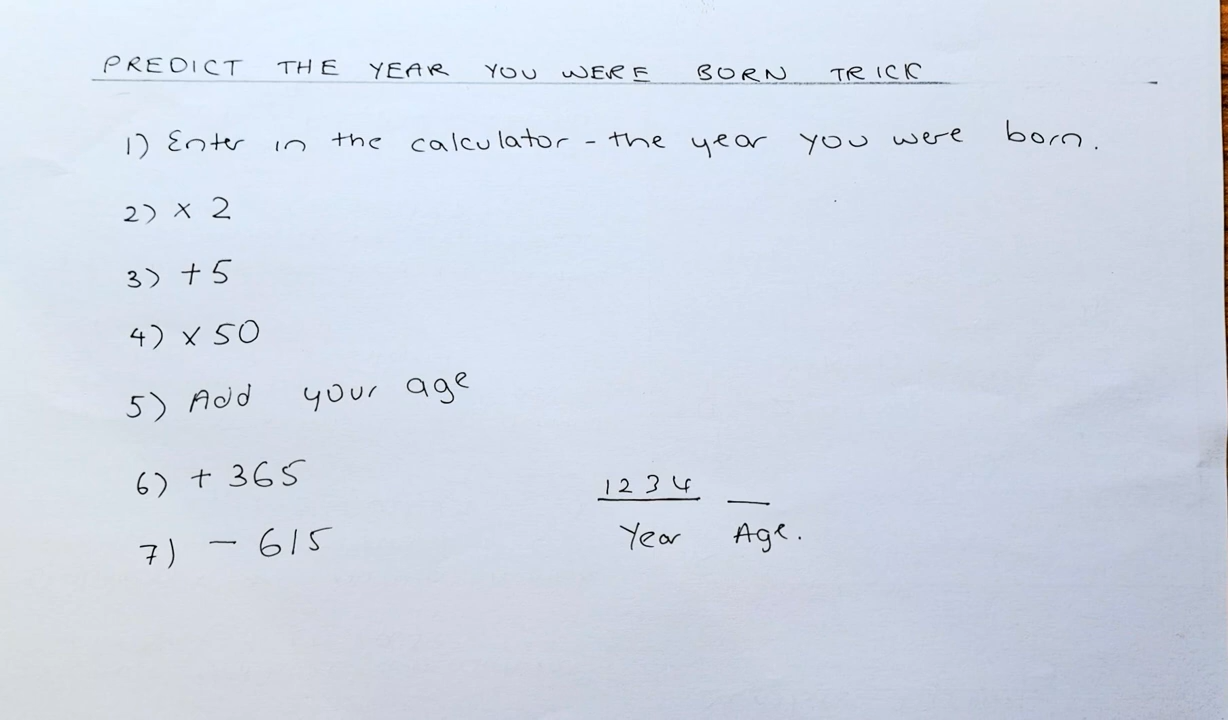 PREDICT THE YEAR YOU WERE BORN TRICK
1) Enter in the calculator - the year you were born.
2) x 2
3) + 5
4) x 50
5) Add your age
6) + 365
7) - 615
1234 __
Year Age.